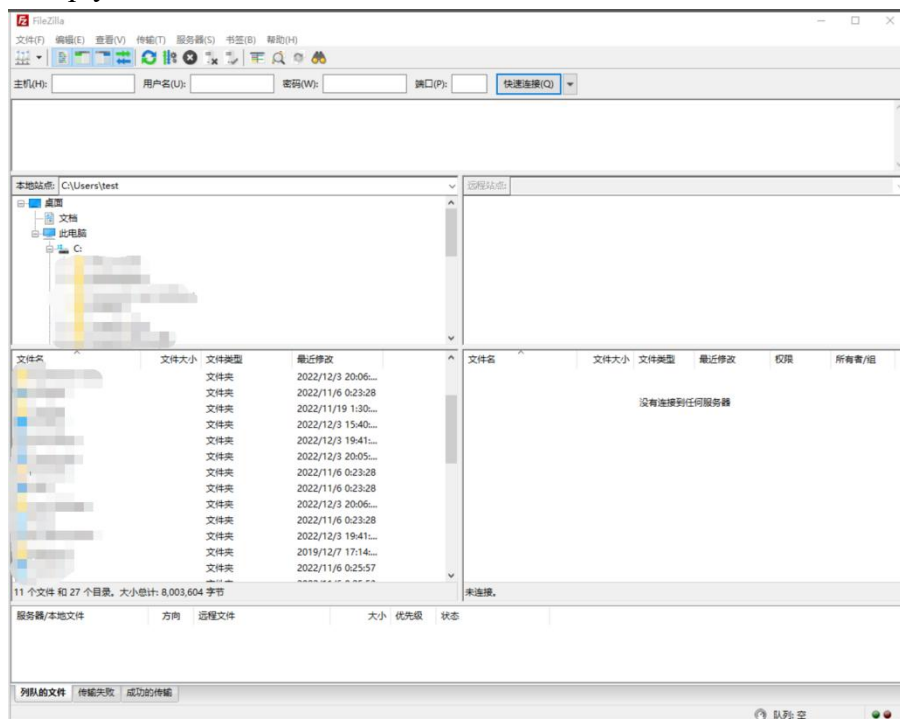 FileZilla
文件(F) 编辑(E) 查看(V) 传输(T) 服务器(S) 书签(B) 帮助(H)
主机(H): 用户名(U): 密码(W): 端口(P): 快速连接(Q)
本地站点: C:\Users\test 远程站点:
桌面
文档
此电脑
C:
文件名 文件大小 文件类型 最近修改 文件名 文件大小 文件类型 最近修改 权限 所有者/组
文件夹 2022/12/3 20:06:...
文件夹 2022/11/6 0:23:28
没有连接到任何服务器
文件夹 2022/11/19 1:30:...
文件夹 2022/12/3 15:40:...
文件夹 2022/12/3 19:41:...
文件夹 2022/12/3 20:05:...
文件夹 2022/11/6 0:23:28
文件夹 2022/11/6 0:23:28
文件夹 2022/12/3 20:06:...
文件夹 2022/11/6 0:23:28
文件夹 2022/12/3 19:41:...
文件夹 2019/12/7 17:14:...
文件夹 2022/11/6 0:25:57
11 个文件 和 27 个目录。大小总计: 8,003,604 字节 未连接。
服务器/本地文件 方向 远程文件 大小 优先级 状态
列队的文件 传输失败 成功的传输
队列: 空